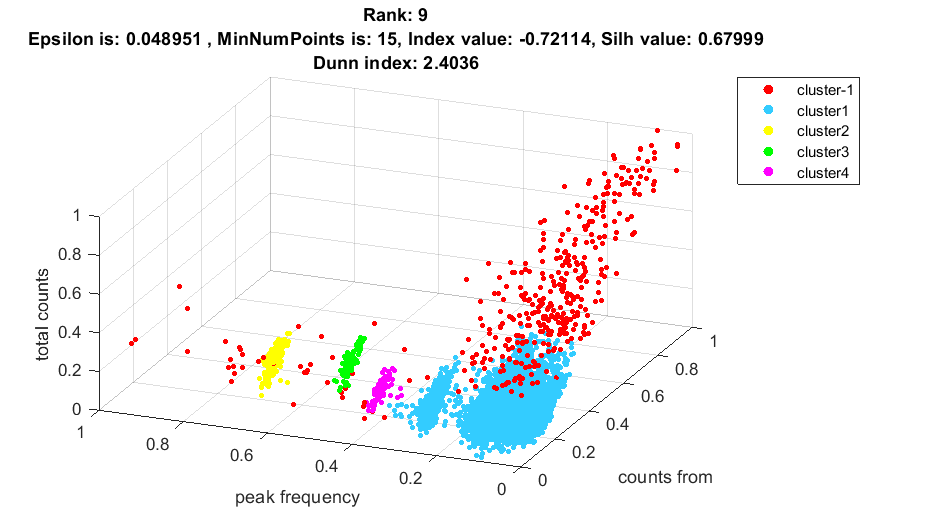 Rank: 9
Epsilon is: 0.048951 , MinNumPoints is: 15, Index value: -0.72114, Silh value: 0.67999
Dunn index: 2.4036
cluster-1
cluster1
cluster2
cluster3
cluster4
1
0.8
0.6
0.4
0.2
0
total counts
1
0.8
0.6
0.4
0.2
0
peak frequency
0
0.2
0.4
0.6
0.8
1
counts from